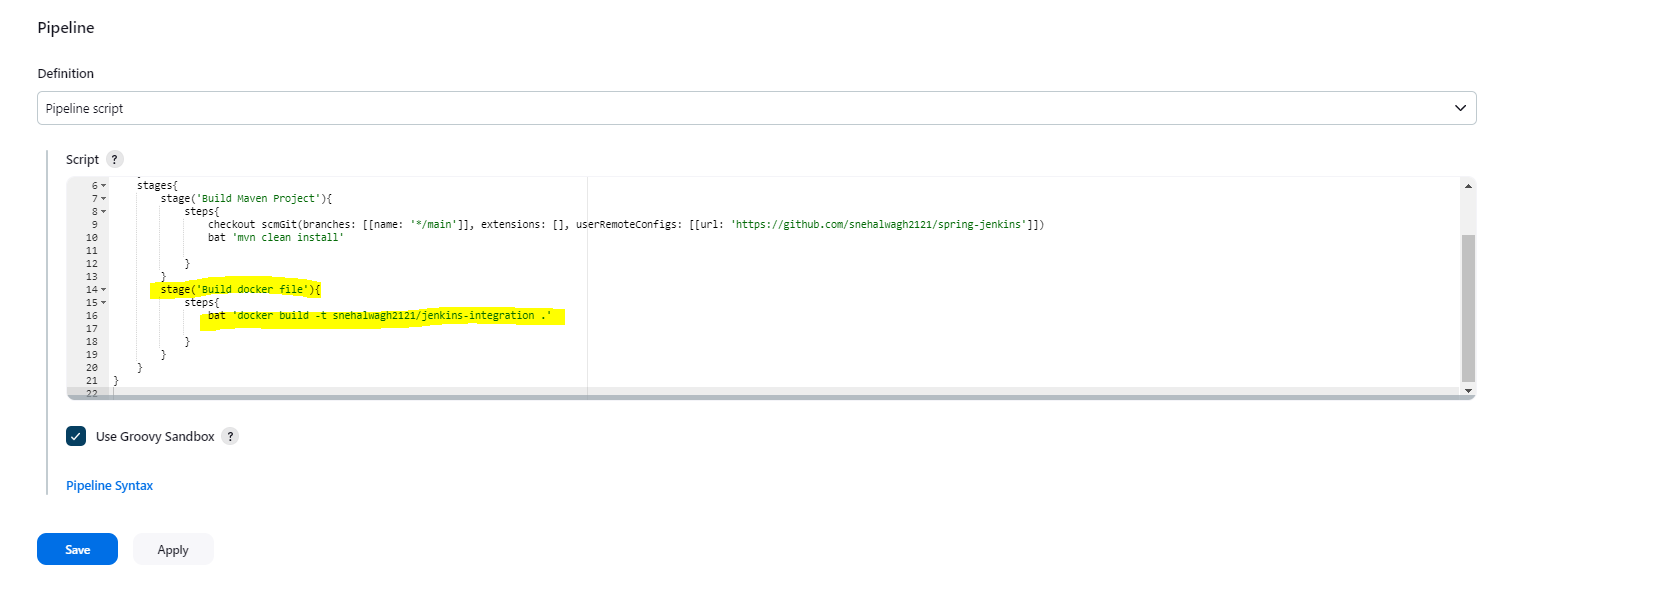 Pipeline
Definition
Pipeline script
Script ?
6 stages{
7 stage('Build Maven Project'){
8 steps{
9 checkout scmGit(branches: [[name: '*/main']], extensions: [], userRemoteConfigs: [[url: 'https://github.com/snehalwagh2121/spring-jenkins']])
10 bat 'mvn clean install'
11
12 }
13 }
14 stage('Build docker file'){
15 steps{
16 bat 'docker build -t snehalwagh2121/jenkins-integration .'
17
18 }
19 }
20 }
21 }
22
Use Groovy Sandbox ?
Pipeline Syntax
Save Apply